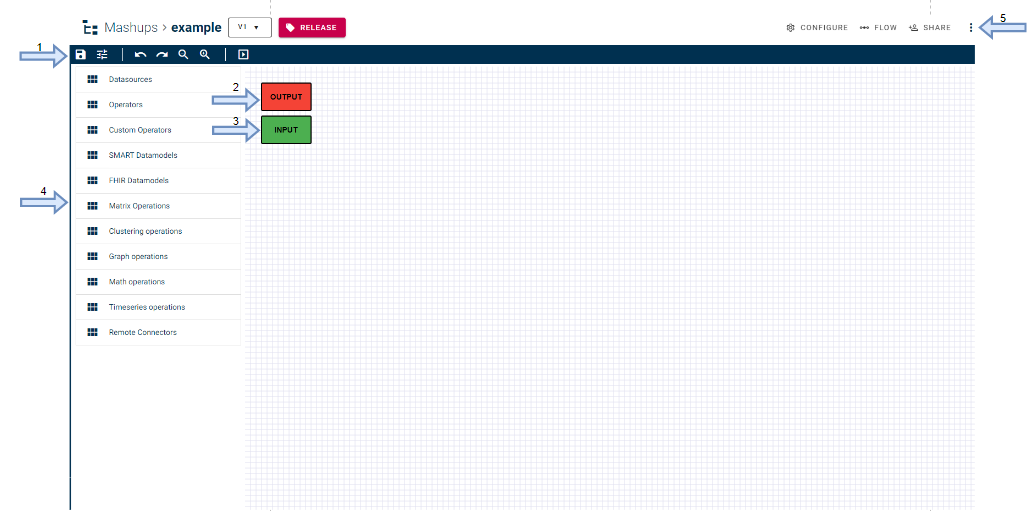 Mashups > example V1 RELEASE CONFIGURE FLOW SHARE 5
1
Datasources
2 OUTPUT
Operators
3 INPUT
Custom Operators
SMART Datamodels
FHIR Datamodels
4
Matrix Operations
Clustering operations
Graph operations
Math operations
Timeseries operations
Remote Connectors